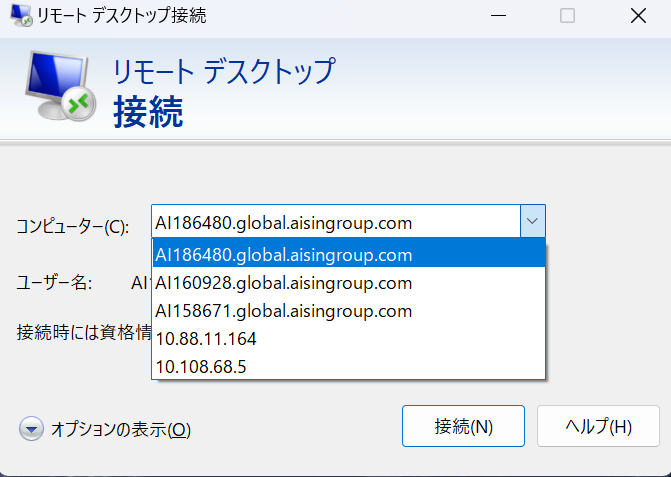 リモート デスクトップ接続
リモート デスクトップ
接続
コンピューター(C):
AI186480.global.aisingroup.com
AI186480.global.aisingroup.com
AI160928.global.aisingroup.com
AI158671.global.aisingroup.com
10.88.11.164
10.108.68.5
ユーザー名:
接続時には資格情
オプションの表示(O)
接続(N)
ヘルプ(H)